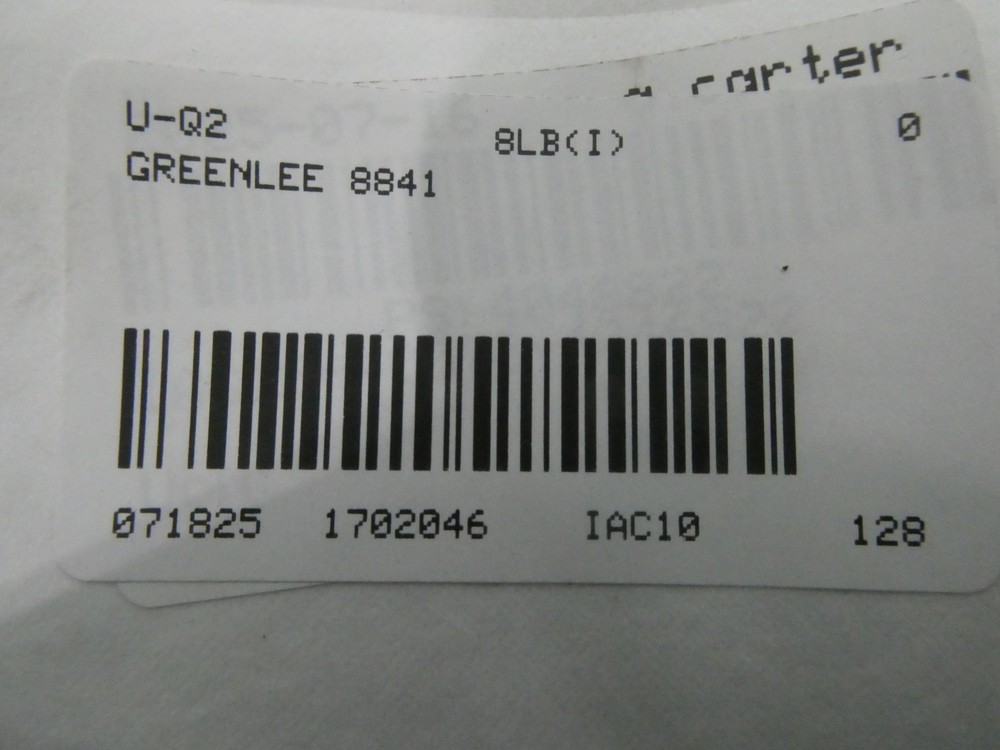 carter
U-Q2 8LB(I) 0
GREENLEE 8841
071825 1702046 IAC10 128